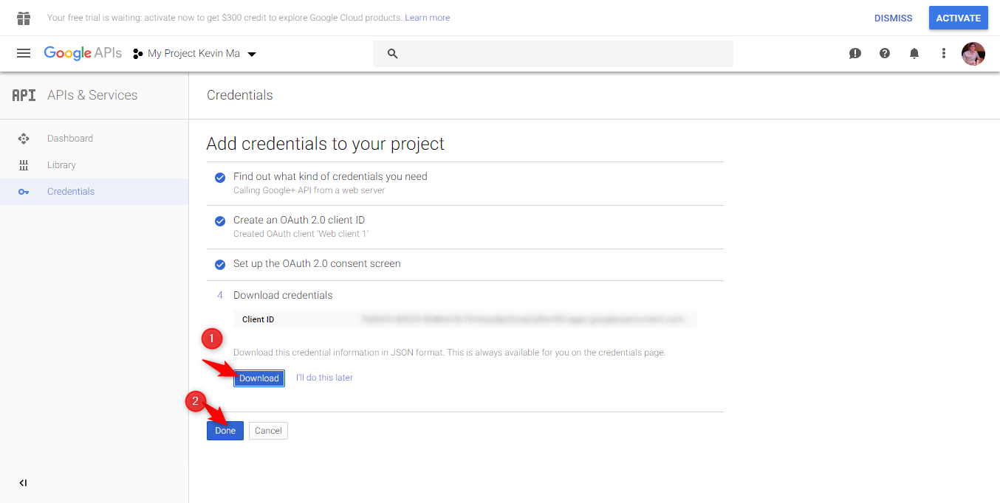 Your free trial is waiting: activate now to get $300 credit to explore Google Cloud products. Learn more
DISMISS
ACTIVATE
Google APIs
My Project Kevin Ma
API APIs & Services
Credentials
Dashboard
Library
Credentials
Add credentials to your project
Find out what kind of credentials you need
Calling Google+ API from a web server
Create an OAuth 2.0 client ID
Created OAuth client 'Web client 1'
Set up the OAuth 2.0 consent screen
4 Download credentials
Client ID
1
Download this credential information in JSON format. This is always available for you on the credentials page.
Download
I'll do this later
2
Done
Cancel